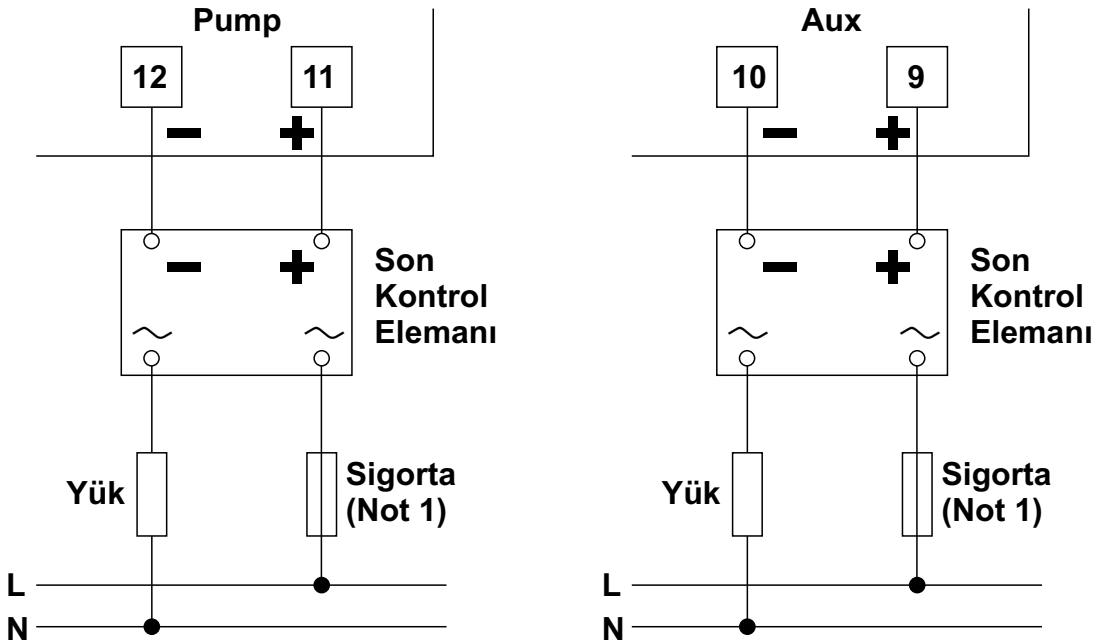 Pump
12
11
Son
Kontrol
Elemanı
Yük
Sigorta
(Not 1)
L
N
Aux
10
9
Son
Kontrol
Elemanı
Yük
Sigorta
(Not 1)
L
N